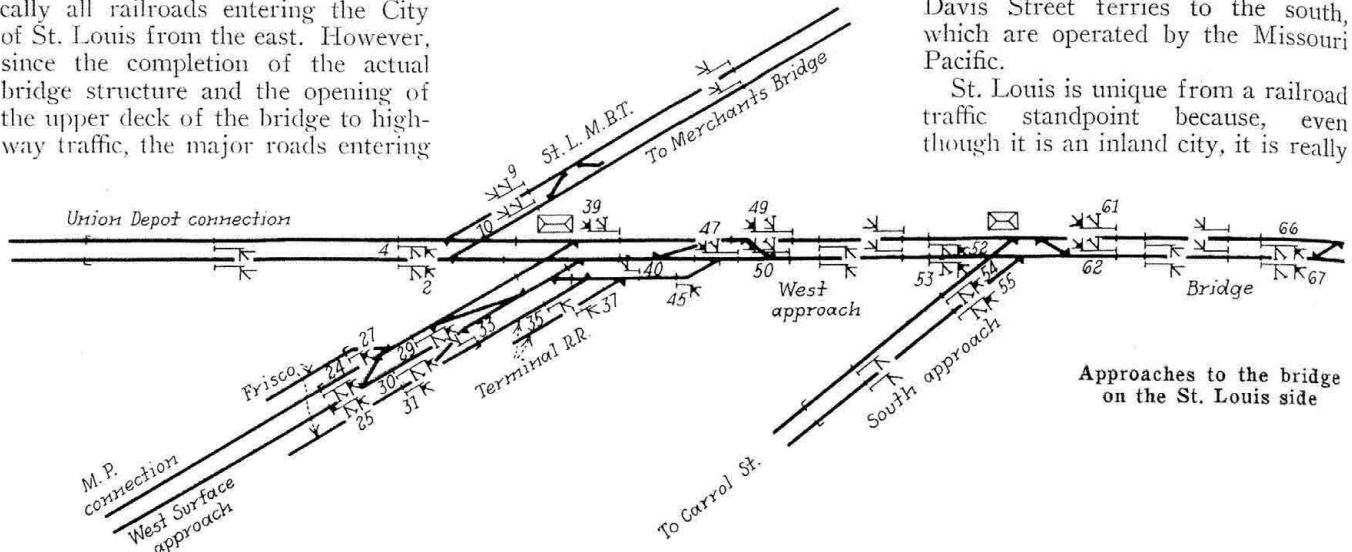 cally all railroads entering the City
of St. Louis from the east. However,
since the completion of the actual
bridge structure and the opening of
the upper deck of the bridge to high-
way traffic, the major roads entering
Davis Street ferries to the south,
which are operated by the Missouri
Pacific.
St. Louis is unique from a railroad
traffic standpoint because, even
though it is an inland city, it is really
St. L. M.B.T.
To Merchants Bridge
Union Depot connection
9
10
39
47
49
61
66
4
2
40
50
52
53
54
55
62
67
45
West
approach
Bridge
27
24
29
33
35
37
30
31
25
Frisco
Terminal RR.
South approach
M.P.
connection
West Surface
approach
To Carrol St.
Approaches to the bridge
on the St. Louis side